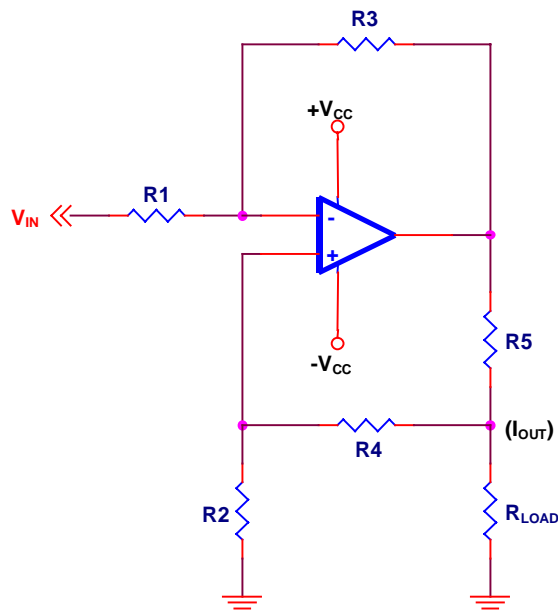 R3
+VCC
R1
VIN
-
+
R5
-VCC
(IOUT)
R4
R2
RLOAD